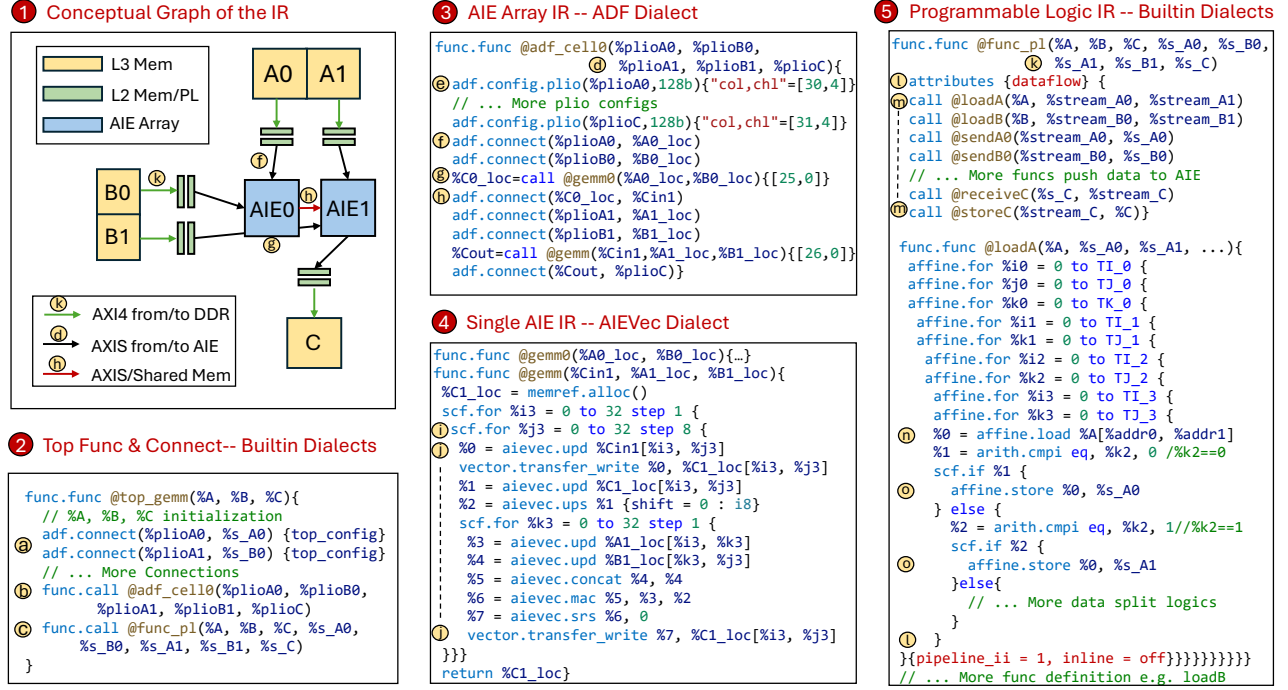 1 Conceptual Graph of the IR
L3 Mem
L2 Mem/PL
AIE Array
A0 A1
f
k
B0
B1
AIE0
h
AIE1
g
C
k
AXI4 from/to DDR
d
AXIS from/to AIE
h
AXIS/Shared Mem
2 Top Func & Connect-- Builtin Dialects
func.func @top_gemm(%A, %B, %C){
// %A, %B, %C initialization
adf.connect(%plioA0, %s_A0) {top_config}
a
adf.connect(%plioA1, %s_B0) {top_config}
// ... More Connections
b func.call @adf_cell0(%plioA0, %plioB0,
%plioA1, %plioB1, %plioC)
c func.call @func_pl(%A, %B, %C, %s_A0,
%s_B0, %s_A1, %s_B1, %s_C)
}
3 AIE Array IR -- ADF Dialect
func.func @adf_cell0(%plioA0, %plioB0,
d %plioA1, %plioB1, %plioC){
e adf.config.plio(%plioA0,128b){"col,chl"=[30,4]}
// ... More plio configs
adf.config.plio(%plioC,128b){"col,chl"=[31,4]}
f adf.connect(%plioA0, %A0_loc)
adf.connect(%plioB0, %B0_loc)
g %C0_loc=call @gemm0(%A0_loc,%B0_loc){[25,0]}
h adf.connect(%C0_loc, %Cin1)
adf.connect(%plioA1, %A1_loc)
adf.connect(%plioB1, %B1_loc)
%Cout=call @gemm(%Cin1,%A1_loc,%B1_loc){[26,0]}
adf.connect(%Cout, %plioC)}
4 Single AIE IR -- AIEVec Dialect
func.func @gemm0(%A0_loc, %B0_loc){…}
func.func @gemm(%Cin1, %A1_loc, %B1_loc){
%C1_loc = memref.alloc()
scf.for %i3 = 0 to 32 step 1 {
i scf.for %j3 = 0 to 32 step 8 {
j %0 = aievec.upd %Cin1[%i3, %j3]
vector.transfer_write %0, %C1_loc[%i3, %j3]
%1 = aievec.upd %C1_loc[%i3, %j3]
%2 = aievec.ups %1 {shift = 0 : i8}
scf.for %k3 = 0 to 32 step 1 {
%3 = aievec.upd %A1_loc[%i3, %k3]
%4 = aievec.upd %B1_loc[%k3, %j3]
%5 = aievec.concat %4, %4
%6 = aievec.mac %5, %3, %2
%7 = aievec.srs %6, 0
j vector.transfer_write %7, %C1_loc[%i3, %j3]
}}}
return %C1_loc}
5 Programmable Logic IR -- Builtin Dialects
func.func @func_pl(%A, %B, %C, %s_A0, %s_B0,
k %s_A1, %s_B1, %s_C)
l attributes {dataflow} {
m call @loadA(%A, %stream_A0, %stream_A1)
call @loadB(%B, %stream_B0, %stream_B1)
call @sendA0(%stream_A0, %s_A0)
call @sendB0(%stream_B0, %s_B0)
// ... More funcs push data to AIE
call @receiveC(%s_C, %stream_C)
m call @storeC(%stream_C, %C)}
func.func @loadA(%A, %s_A0, %s_A1, ...){
affine.for %i0 = 0 to TI_0 {
affine.for %j0 = 0 to TJ_0 {
affine.for %k0 = 0 to TK_0 {
affine.for %i1 = 0 to TI_1 {
affine.for %k1 = 0 to TJ_1 {
affine.for %i2 = 0 to TI_2 {
affine.for %k2 = 0 to TJ_2 {
affine.for %i3 = 0 to TI_3 {
affine.for %k3 = 0 to TJ_3 {
n %0 = affine.load %A[%addr0, %addr1]
%1 = arith.cmpi eq, %k2, 0 /%k2==0
scf.if %1 {
o affine.store %0, %s_A0
} else {
%2 = arith.cmpi eq, %k2, 1//%k2==1
scf.if %2 {
o affine.store %0, %s_A1
}else{
// ... More data split logics
}
l }
}{pipeline_ii = 1, inline = off}}}}}}}}}}
// ... More func definition e.g. loadB